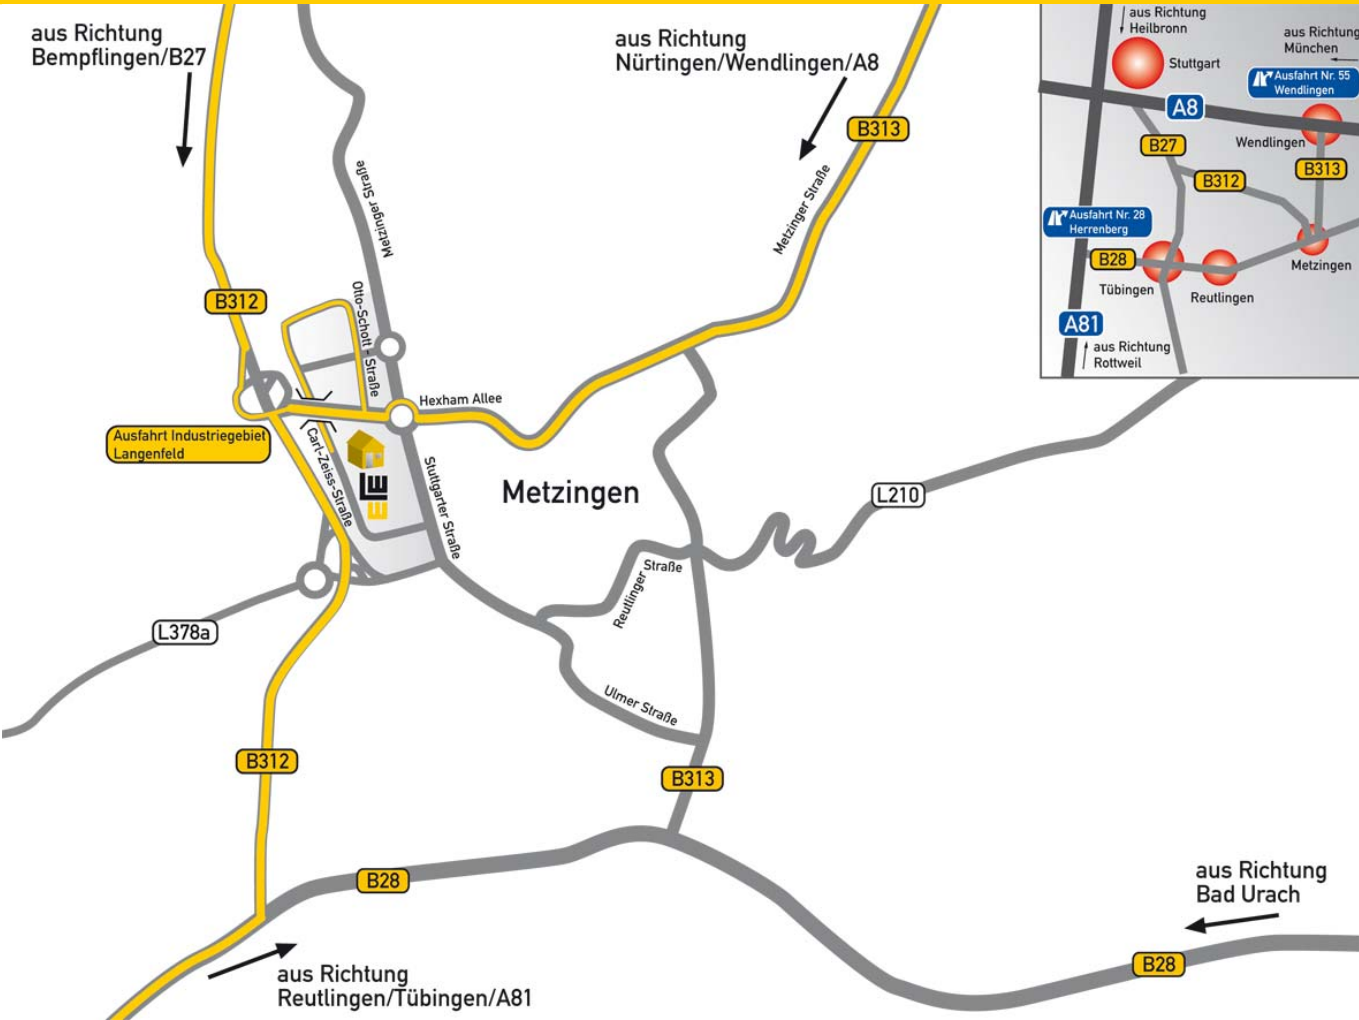 aus Richtung
Bempflingen/B27
aus Richtung
Nürtingen/Wendlingen/A8
B313
Metzinger Straße
Metzinger Straße
B312
Otto-Schott-Straße
Hexham Allee
Ausfahrt Industriegebiet
Langenfeld
Carl-Zeiss-Straße
ELE
Stuttgarter Straße
Metzingen
L210
Reutlinger
Straße
L378a
Ulmer Straße
B312
B313
B28
aus Richtung
Bad Urach
B28
aus Richtung
Reutlingen/Tübingen/A81
aus Richtung
Heilbronn
aus Richtung
München
Stuttgart
Ausfahrt Nr. 55
Wendlingen
A8
B27
Wendlingen
B312
B313
Ausfahrt Nr. 28
Herrenberg
B28
Metzingen
Tübingen
Reutlingen
A81
aus Richtung
Rottweil